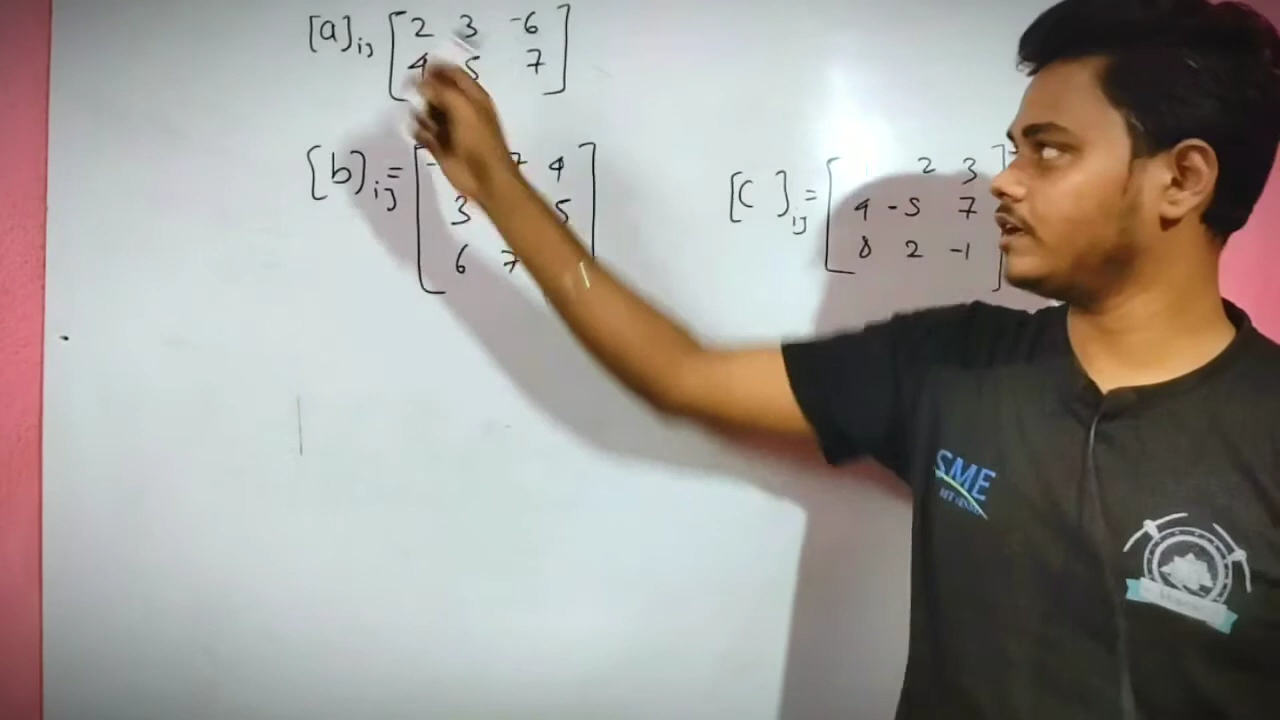 [a]ij [ 2 3 -6 ]
4 5 7
[b]ij = [ 4 ]
3 5
6 7
[c]ij = [ 2 3 ]
4 -5 7
8 2 -1
SME